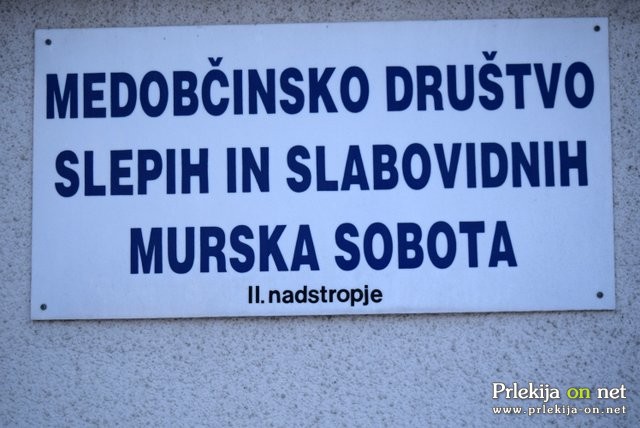 MEDOBČINSKO DRUŠTVO
SLEPIH IN SLABOVIDNIH
MURSKA SOBOTA
II. nadstropje
Prlekija on net
www.prlekija-on.net